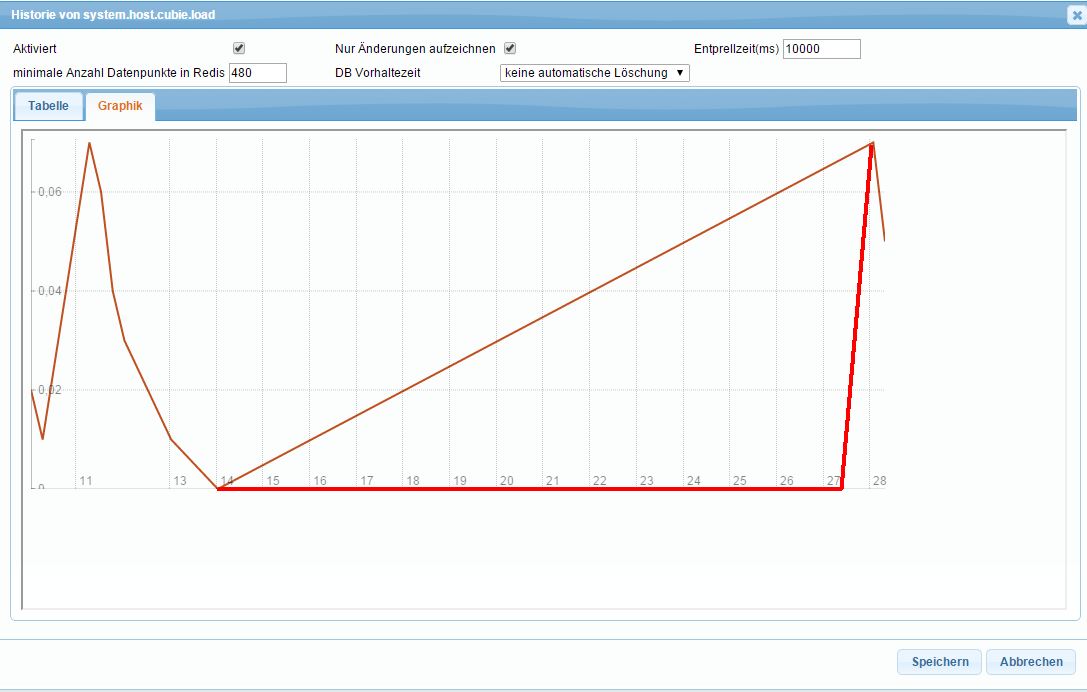 Historie von system.host.cubie.load
Aktiviert Nur Änderungen aufzeichnen Entprellzeit(ms) 10000
minimale Anzahl Datenpunkte in Redis 480 DB Vorhaltezeit keine automatische Löschung
Tabelle Graphik
0,06
0,04
0,02
0
11 13 14 15 16 17 18 19 20 21 22 23 24 25 26 27 28
Speichern Abbrechen